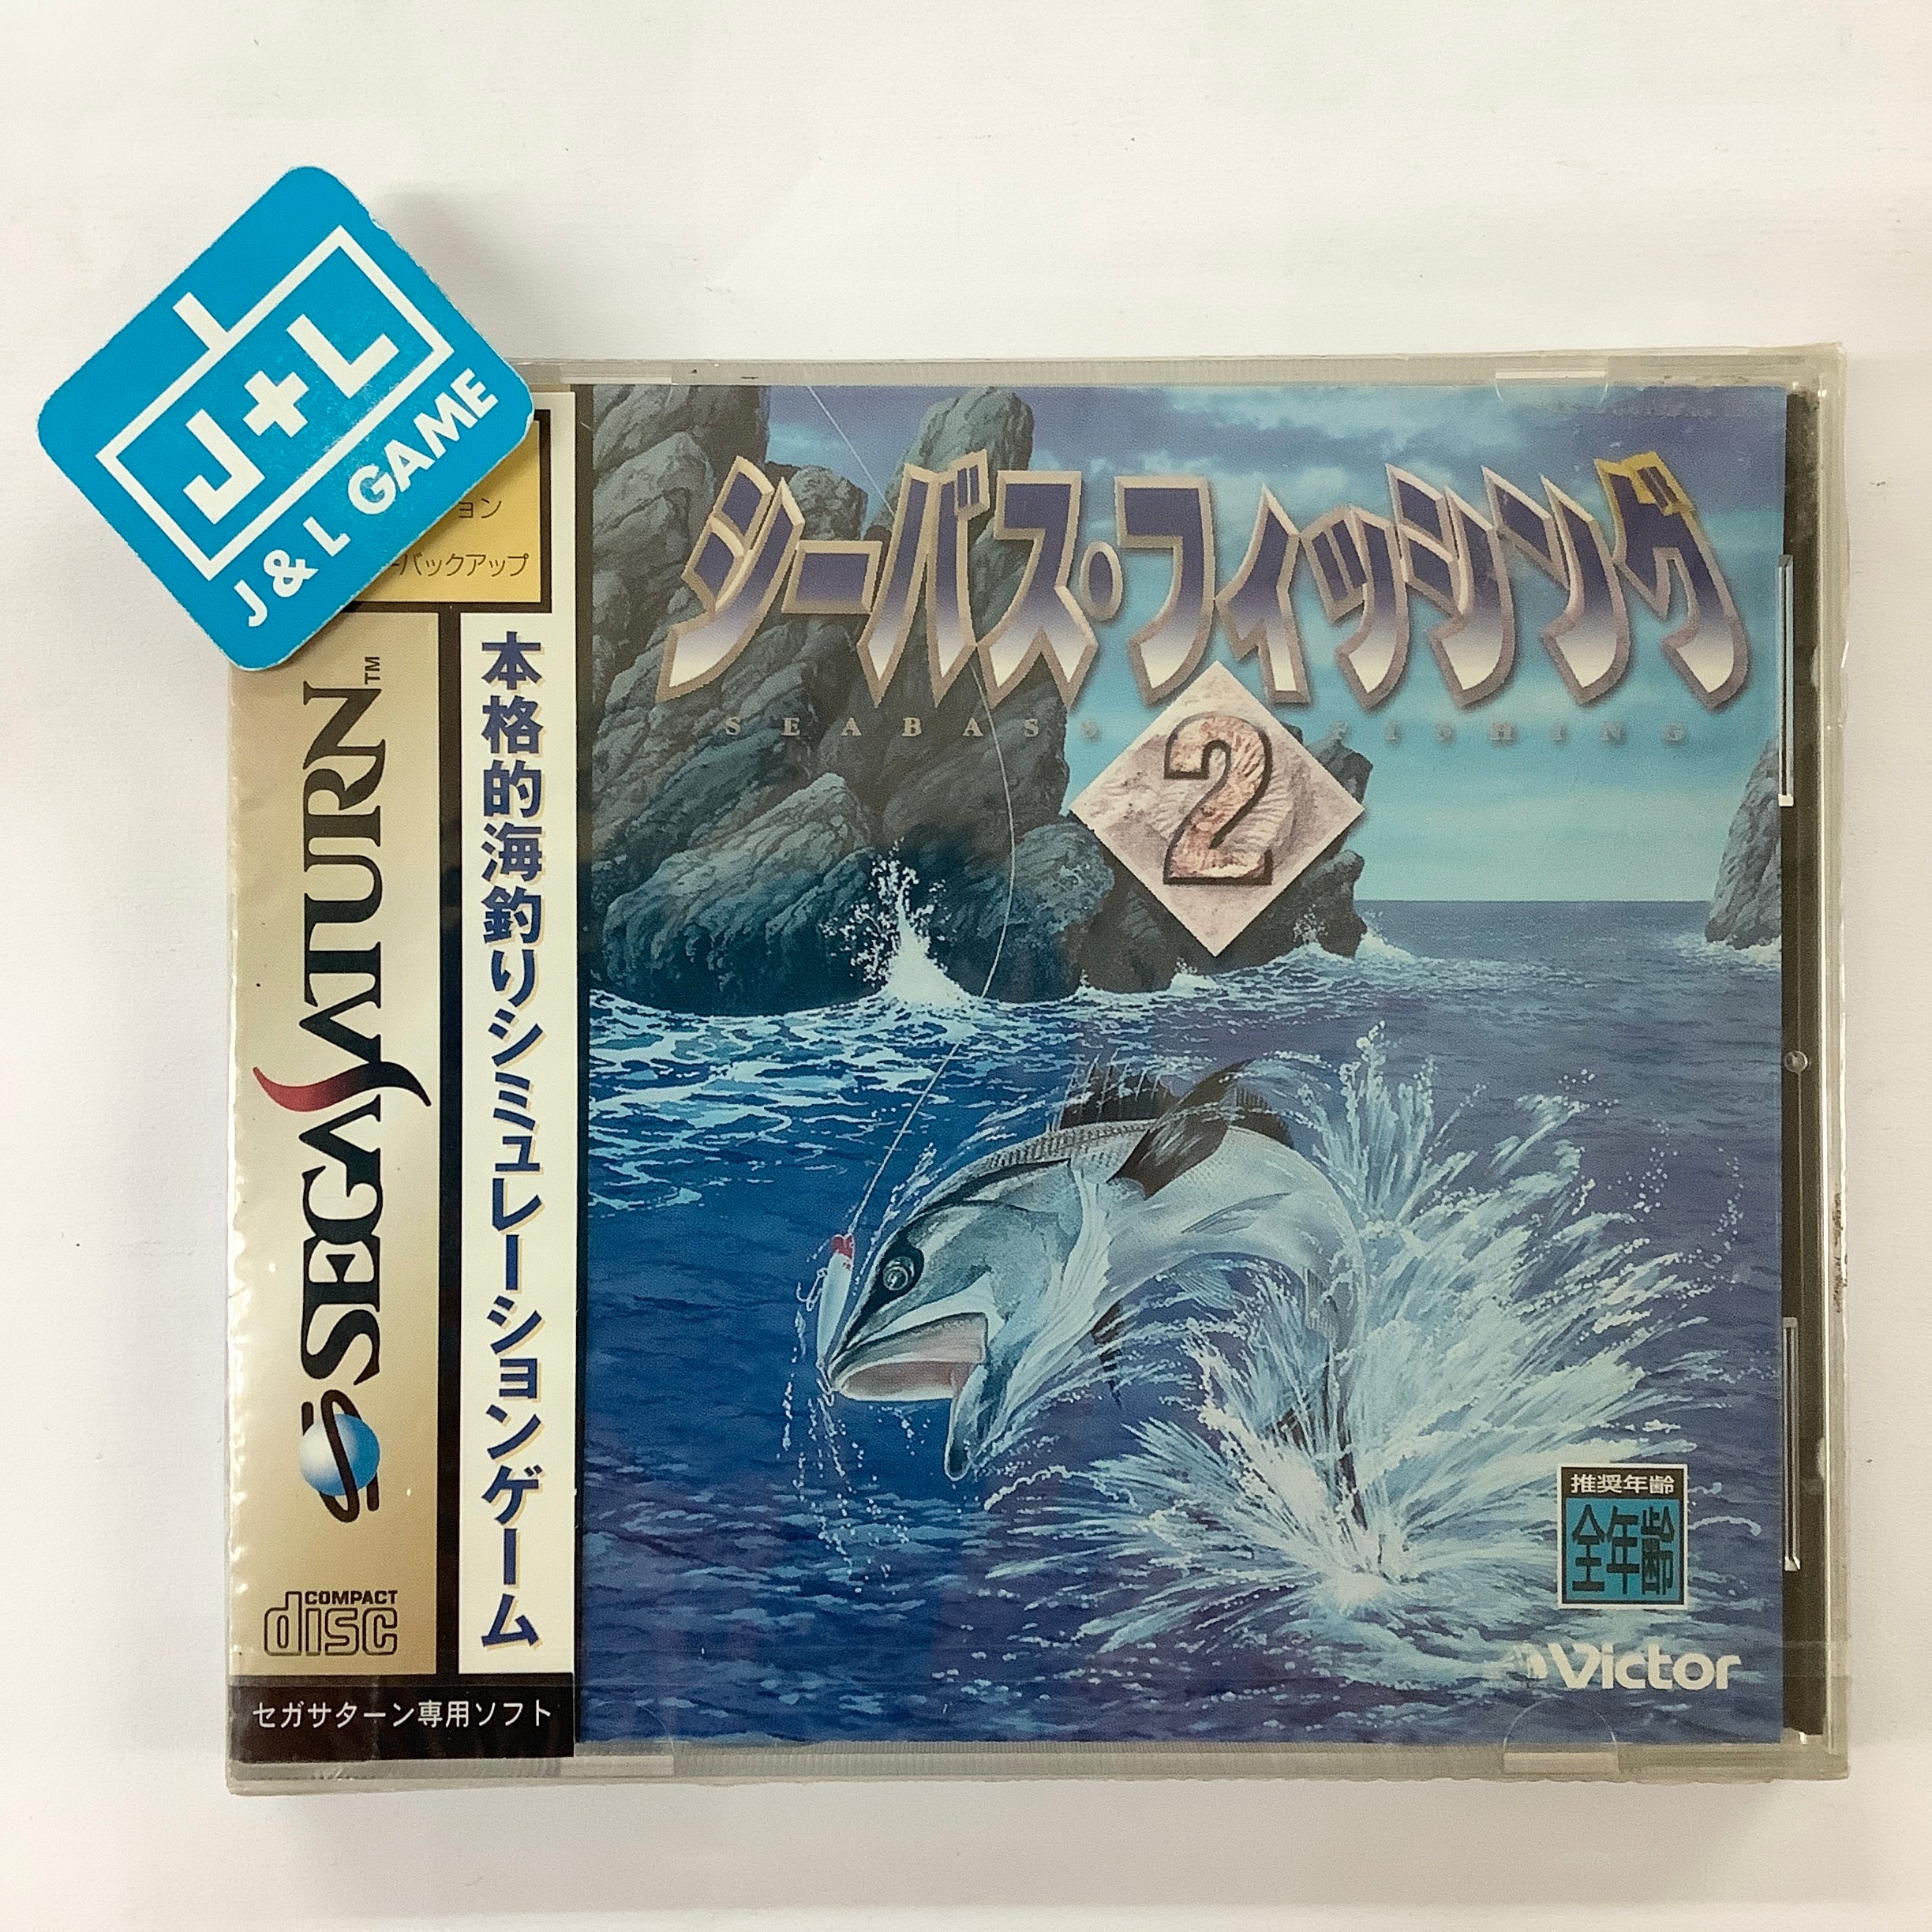 J+L
J&L GAME
ョン
バックアップ
SEGA SATURN™
本格的海釣りシミュレーションゲーム
COMPACT
disc
セガサターン専用ソフト
シーバス・フィッシング
SEABASS FISHING
2
推奨年齢
全年齢
Victor